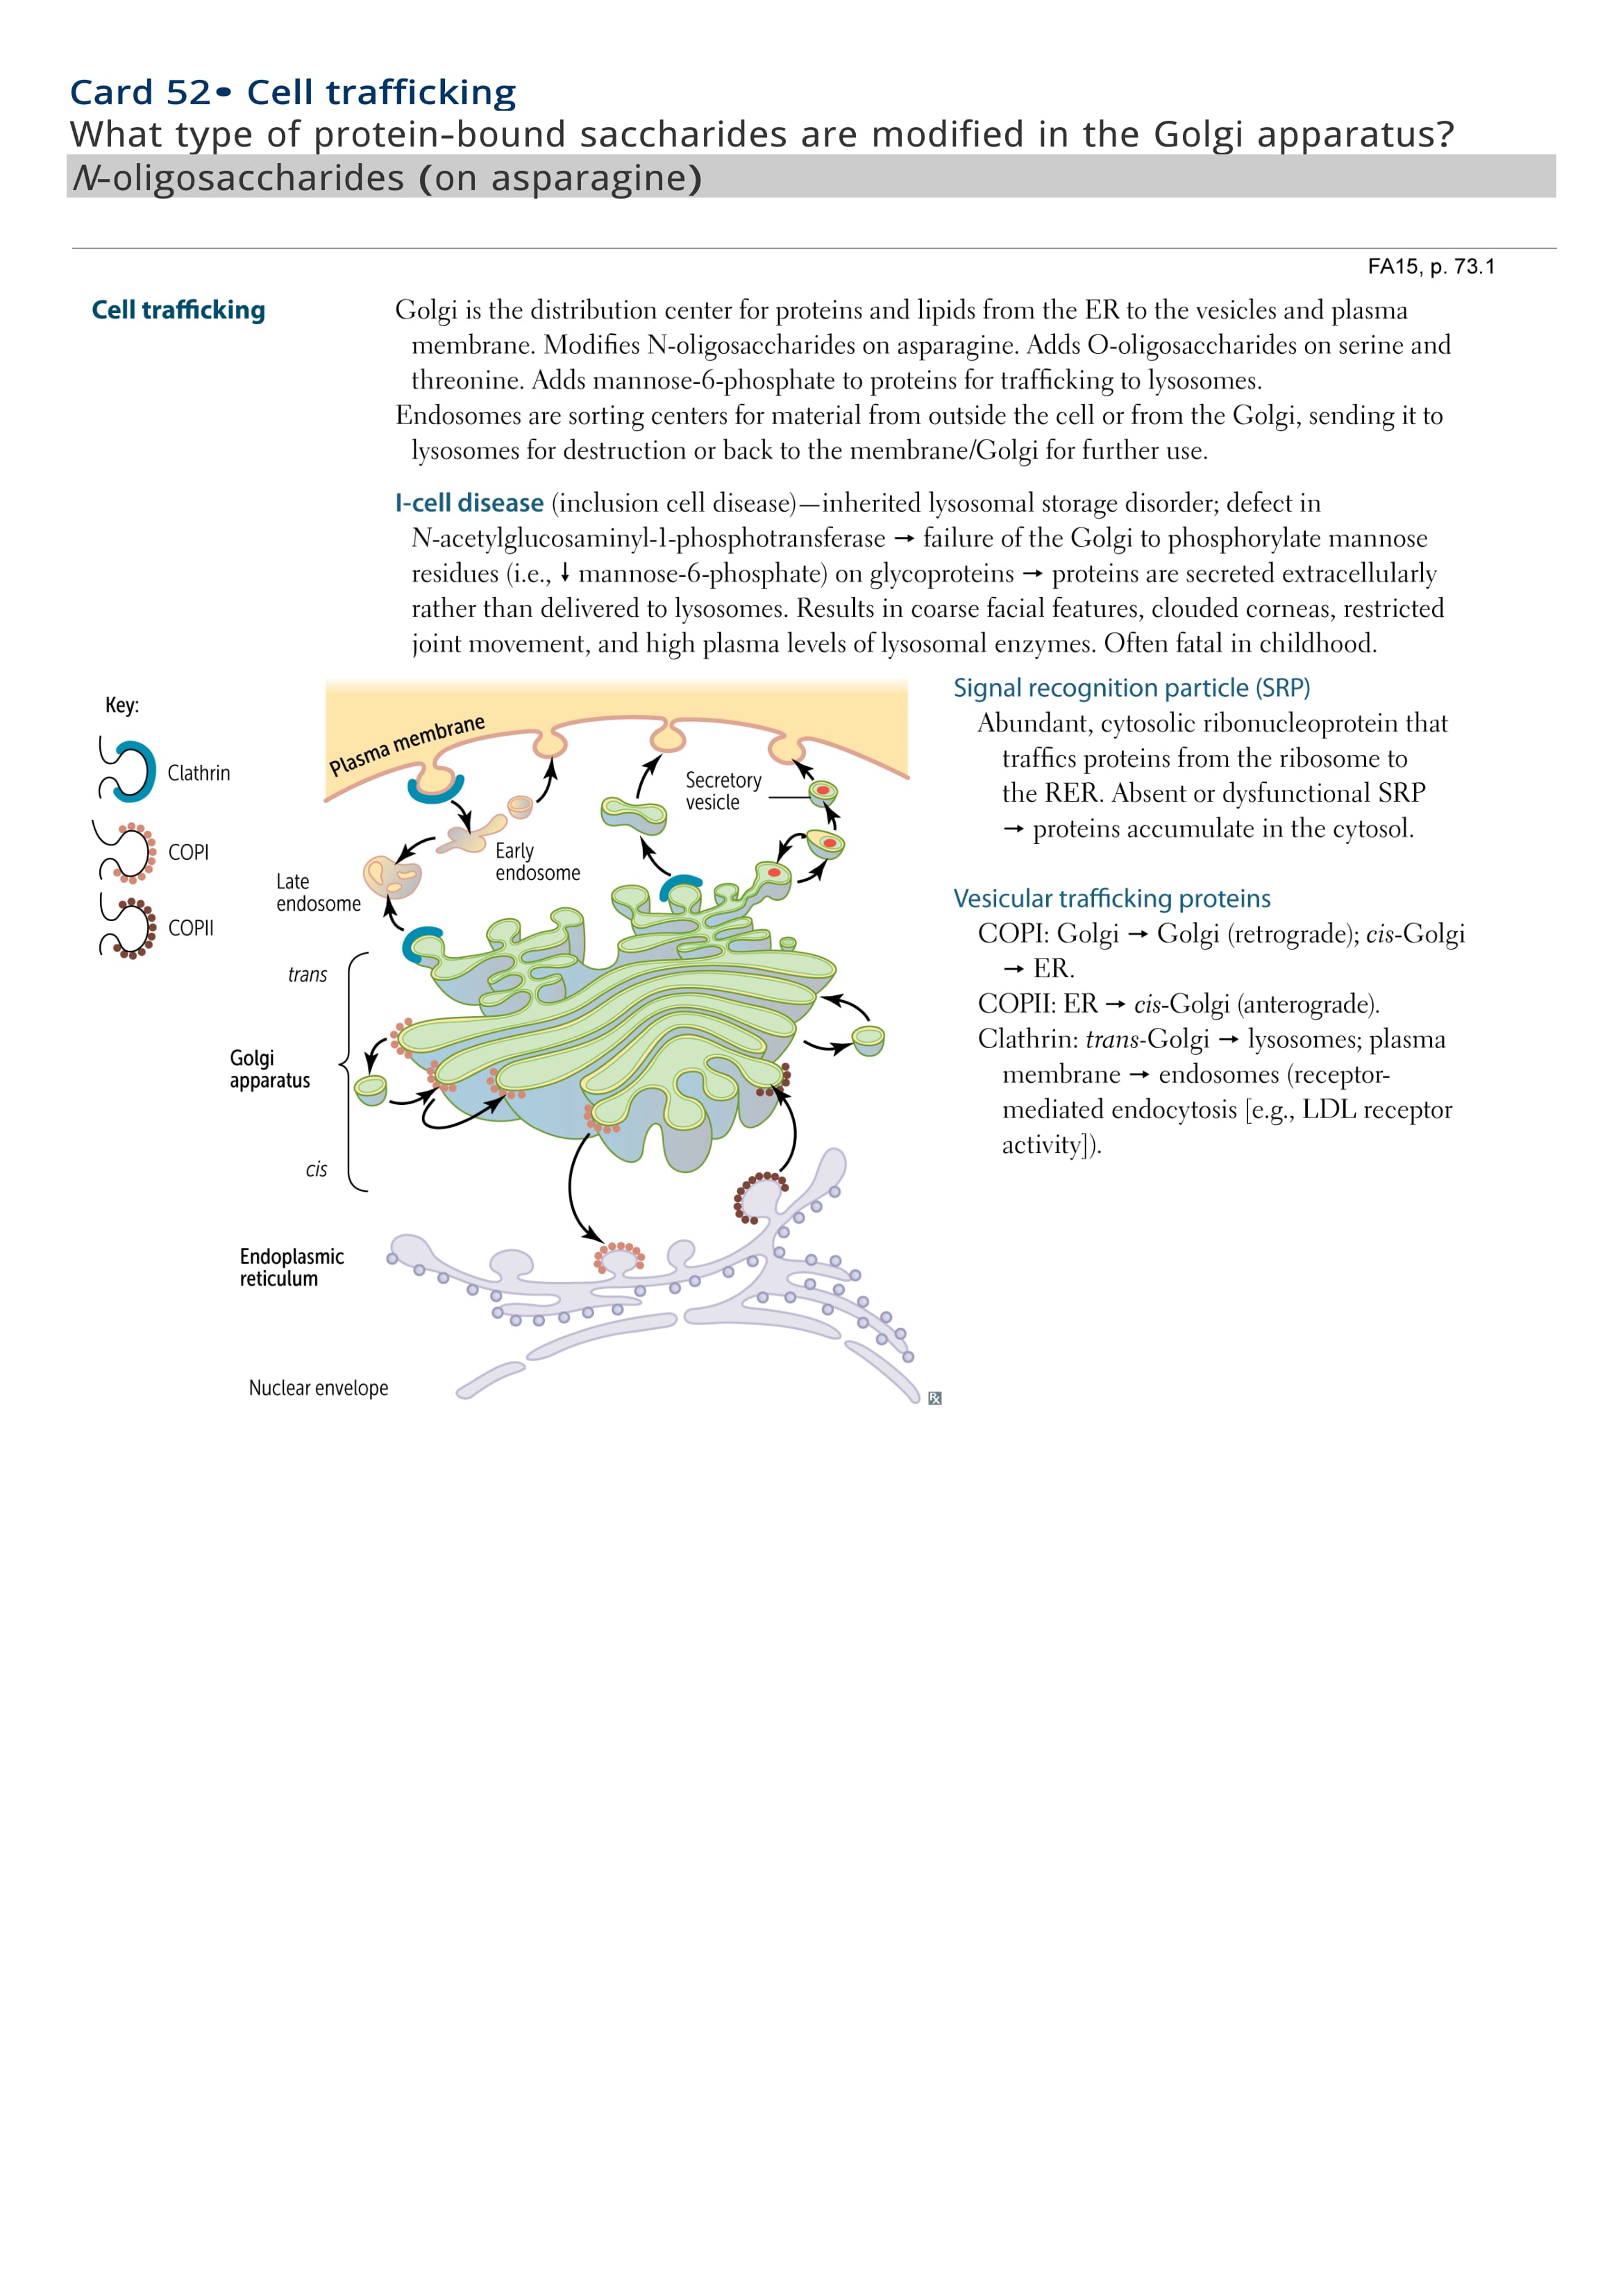 Card 52• Cell trafficking
What type of protein-bound saccharides are modified in the Golgi apparatus?
N-oligosaccharides (on asparagine)
FA15, p. 73.1
Cell trafficking
Golgi is the distribution center for proteins and lipids from the ER to the vesicles and plasma
membrane. Modifies N-oligosaccharides on asparagine. Adds O-oligosaccharides on serine and
threonine. Adds mannose-6-phosphate to proteins for trafficking to lysosomes.
Endosomes are sorting centers for material from outside the cell or from the Golgi, sending it to
lysosomes for destruction or back to the membrane/Golgi for further use.
I-cell disease (inclusion cell disease)—inherited lysosomal storage disorder; defect in
N-acetylglucosaminyl-1-phosphotransferase → failure of the Golgi to phosphorylate mannose
residues (i.e., ↓ mannose-6-phosphate) on glycoproteins → proteins are secreted extracellularly
rather than delivered to lysosomes. Results in coarse facial features, clouded corneas, restricted
joint movement, and high plasma levels of lysosomal enzymes. Often fatal in childhood.
Key:
Clathrin
COPI
COPII
Plasma membrane
Secretory
vesicle
Early
endosome
Late
endosome
trans
Golgi
apparatus
cis
Endoplasmic
reticulum
Nuclear envelope
Rx
Signal recognition particle (SRP)
Abundant, cytosolic ribonucleoprotein that
traffics proteins from the ribosome to
the RER. Absent or dysfunctional SRP
→ proteins accumulate in the cytosol.
Vesicular trafficking proteins
COPI: Golgi → Golgi (retrograde); cis-Golgi
→ ER.
COPII: ER → cis-Golgi (anterograde).
Clathrin: trans-Golgi → lysosomes; plasma
membrane → endosomes (receptor-
mediated endocytosis [e.g., LDL receptor
activity]).